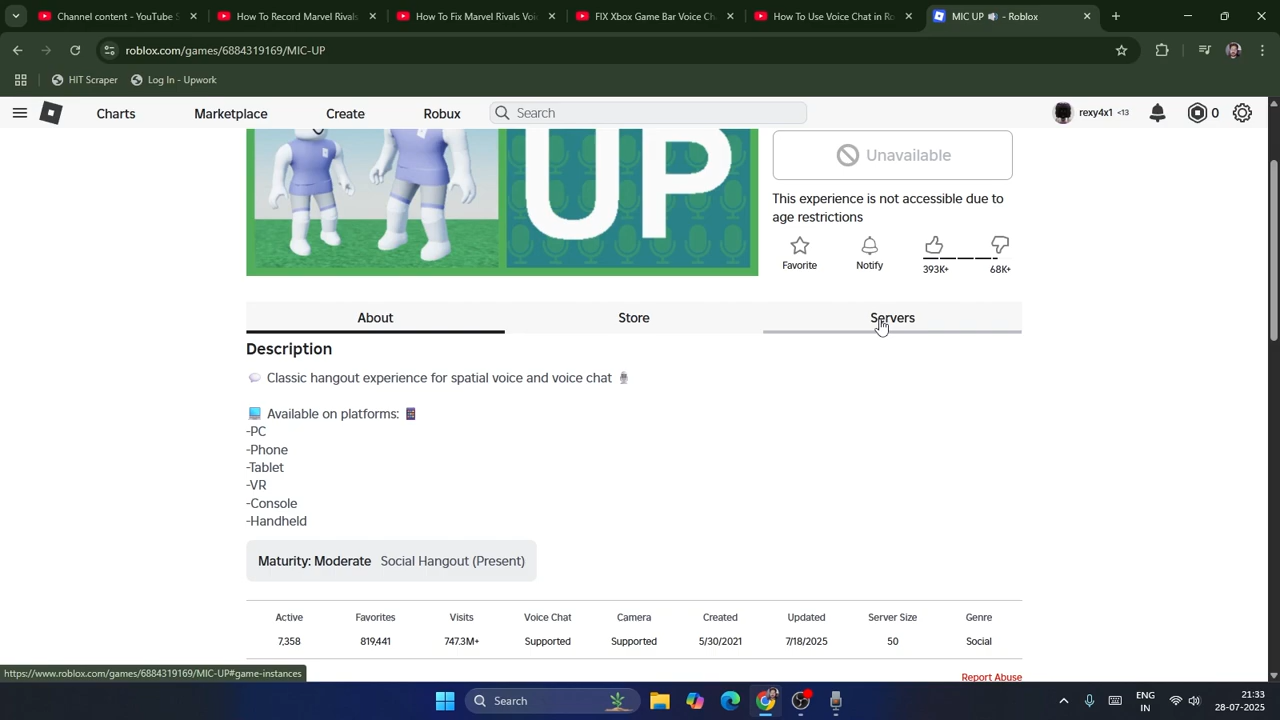 Channel content - YouTube S
How To Record Marvel Rivals
How To Fix Marvel Rivals Voi
FIX Xbox Game Bar Voice Ch
How To Use Voice Chat in Ro
MIC UP 🔊 - Roblox
roblox.com/games/6884319169/MIC-UP
HIT Scraper
Log In - Upwork
Charts
Marketplace
Create
Robux
Search
rexy4x1 <13
0
UP
Unavailable
This experience is not accessible due to
age restrictions
Favorite
Notify
393K+
68K+
About
Store
Servers
Description
💬 Classic hangout experience for spatial voice and voice chat 🎙️
💻 Available on platforms: 📱
-PC
-Phone
-Tablet
-VR
-Console
-Handheld
Maturity: Moderate Social Hangout (Present)
Active Favorites Visits Voice Chat Camera Created Updated Server Size Genre
7,358 819,441 747.3M+ Supported Supported 5/30/2021 7/18/2025 50 Social
https://www.roblox.com/games/6884319169/MIC-UP#game-instances
Report Abuse
Search
ENG
IN
21:33
28-07-2025